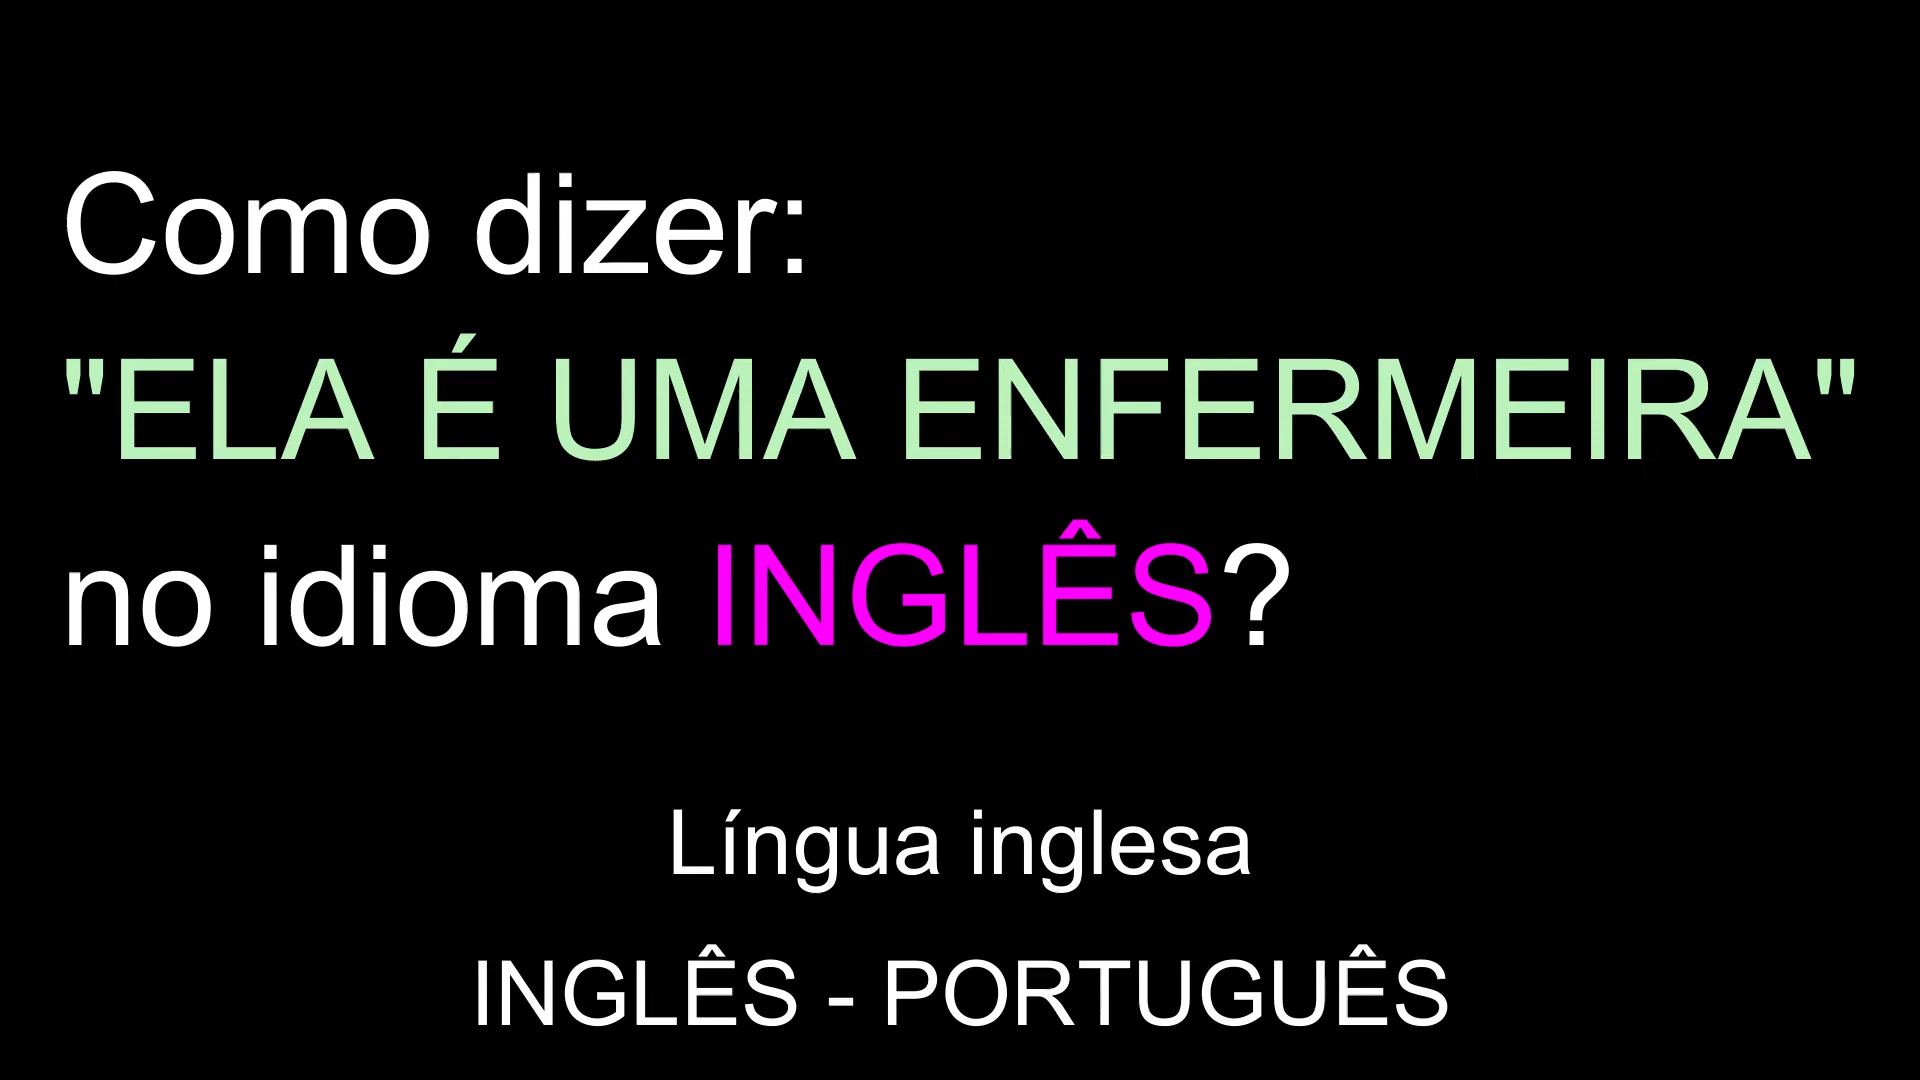 Como dizer:
"ELA É UMA ENFERMEIRA"
no idioma INGLÊS?
Língua inglesa
INGLÊS - PORTUGUÊS